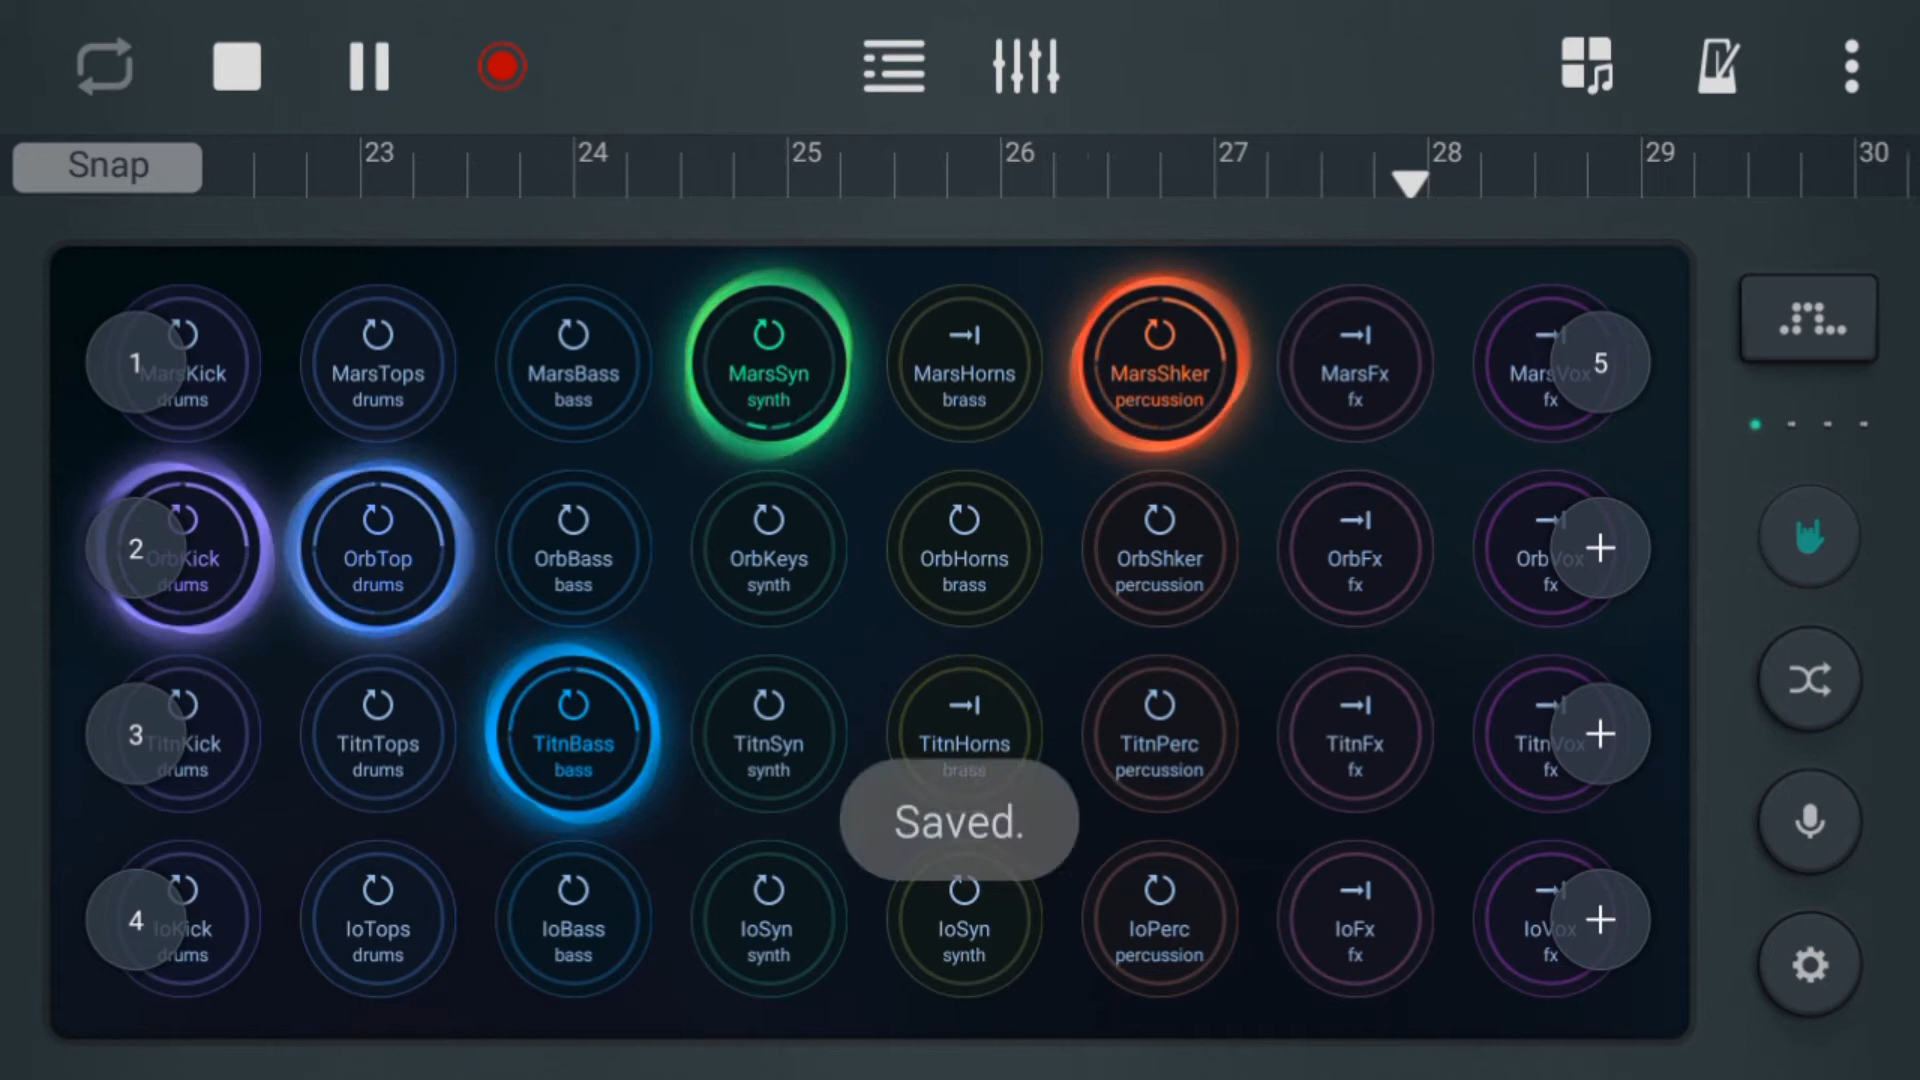 Snap 23 24 25 26 27 28 29 30
1 MarsKick MarsTops MarsBass MarsSyn MarsHorns MarsShker MarsFx MarsVox 5
drums drums bass synth brass percussion fx fx
2 OrbKick OrbTop OrbBass OrbKeys OrbHorns OrbShker OrbFx OrbVox
drums drums bass synth brass percussion fx fx
3 TitnKick TitnTops TitnBass TitnSyn TitnHorns TitnPerc TitnFx TitnVox
drums drums bass synth brass percussion fx fx
Saved.
4 IoKick IoTops IoBass IoSyn IoSyn IoPerc IoFx IoVox
drums drums bass synth synth percussion fx fx